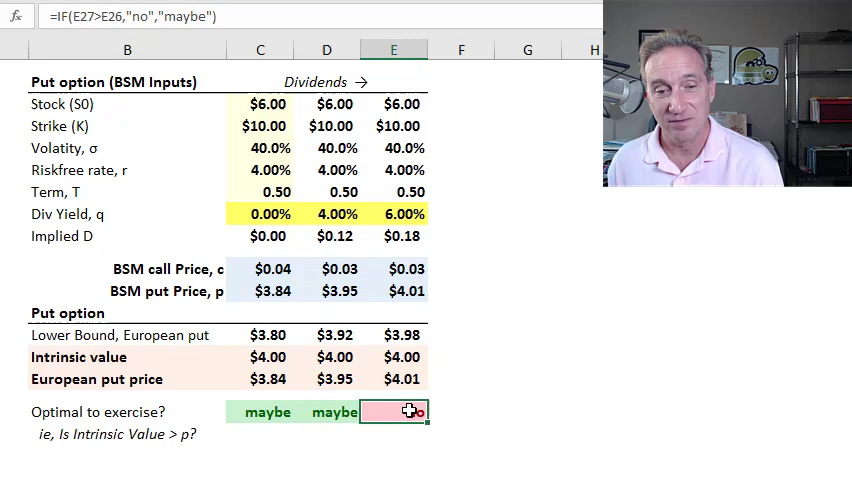 fx =IF(E27>E26,"no","maybe")
B C D E F G H
Put option (BSM Inputs) Dividends →
Stock (S0) $6.00 $6.00 $6.00
Strike (K) $10.00 $10.00 $10.00
Volatity, σ 40.0% 40.0% 40.0%
Riskfree rate, r 4.00% 4.00% 4.00%
Term, T 0.50 0.50 0.50
Div Yield, q 0.00% 4.00% 6.00%
Implied D $0.00 $0.12 $0.18
BSM call Price, c $0.04 $0.03 $0.03
BSM put Price, p $3.84 $3.95 $4.01
Put option
Lower Bound, European put $3.80 $3.92 $3.98
Intrinsic value $4.00 $4.00 $4.00
European put price $3.84 $3.95 $4.01
Optimal to exercise? maybe maybe no
ie, Is Intrinsic Value > p?